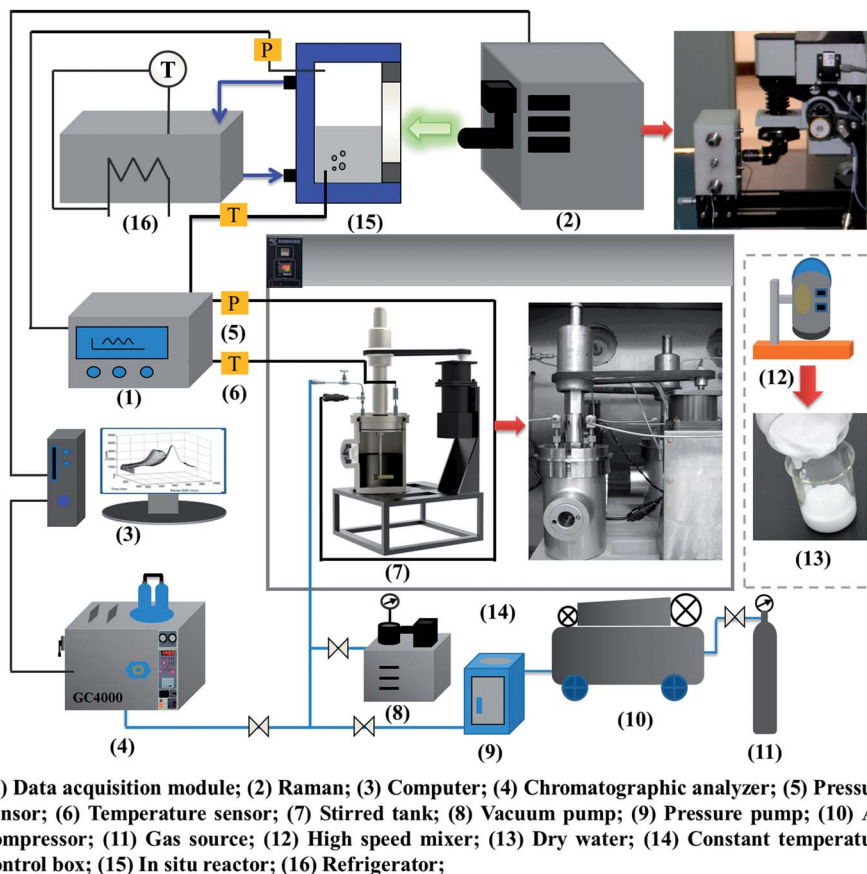 P
T
(16)
T
(15)
(2)
P
(5)
T
(6)
(1)
(12)
(3)
(7)
(13)
(14)
GC4000
(4)
(8)
(9)
(10)
(11)
) Data acquisition module; (2) Raman; (3) Computer; (4) Chromatographic analyzer; (5) Pressu
nsor; (6) Temperature sensor; (7) Stirred tank; (8) Vacuum pump; (9) Pressure pump; (10) A
ompressor; (11) Gas source; (12) High speed mixer; (13) Dry water; (14) Constant temperatu
ontrol box; (15) In situ reactor; (16) Refrigerator;